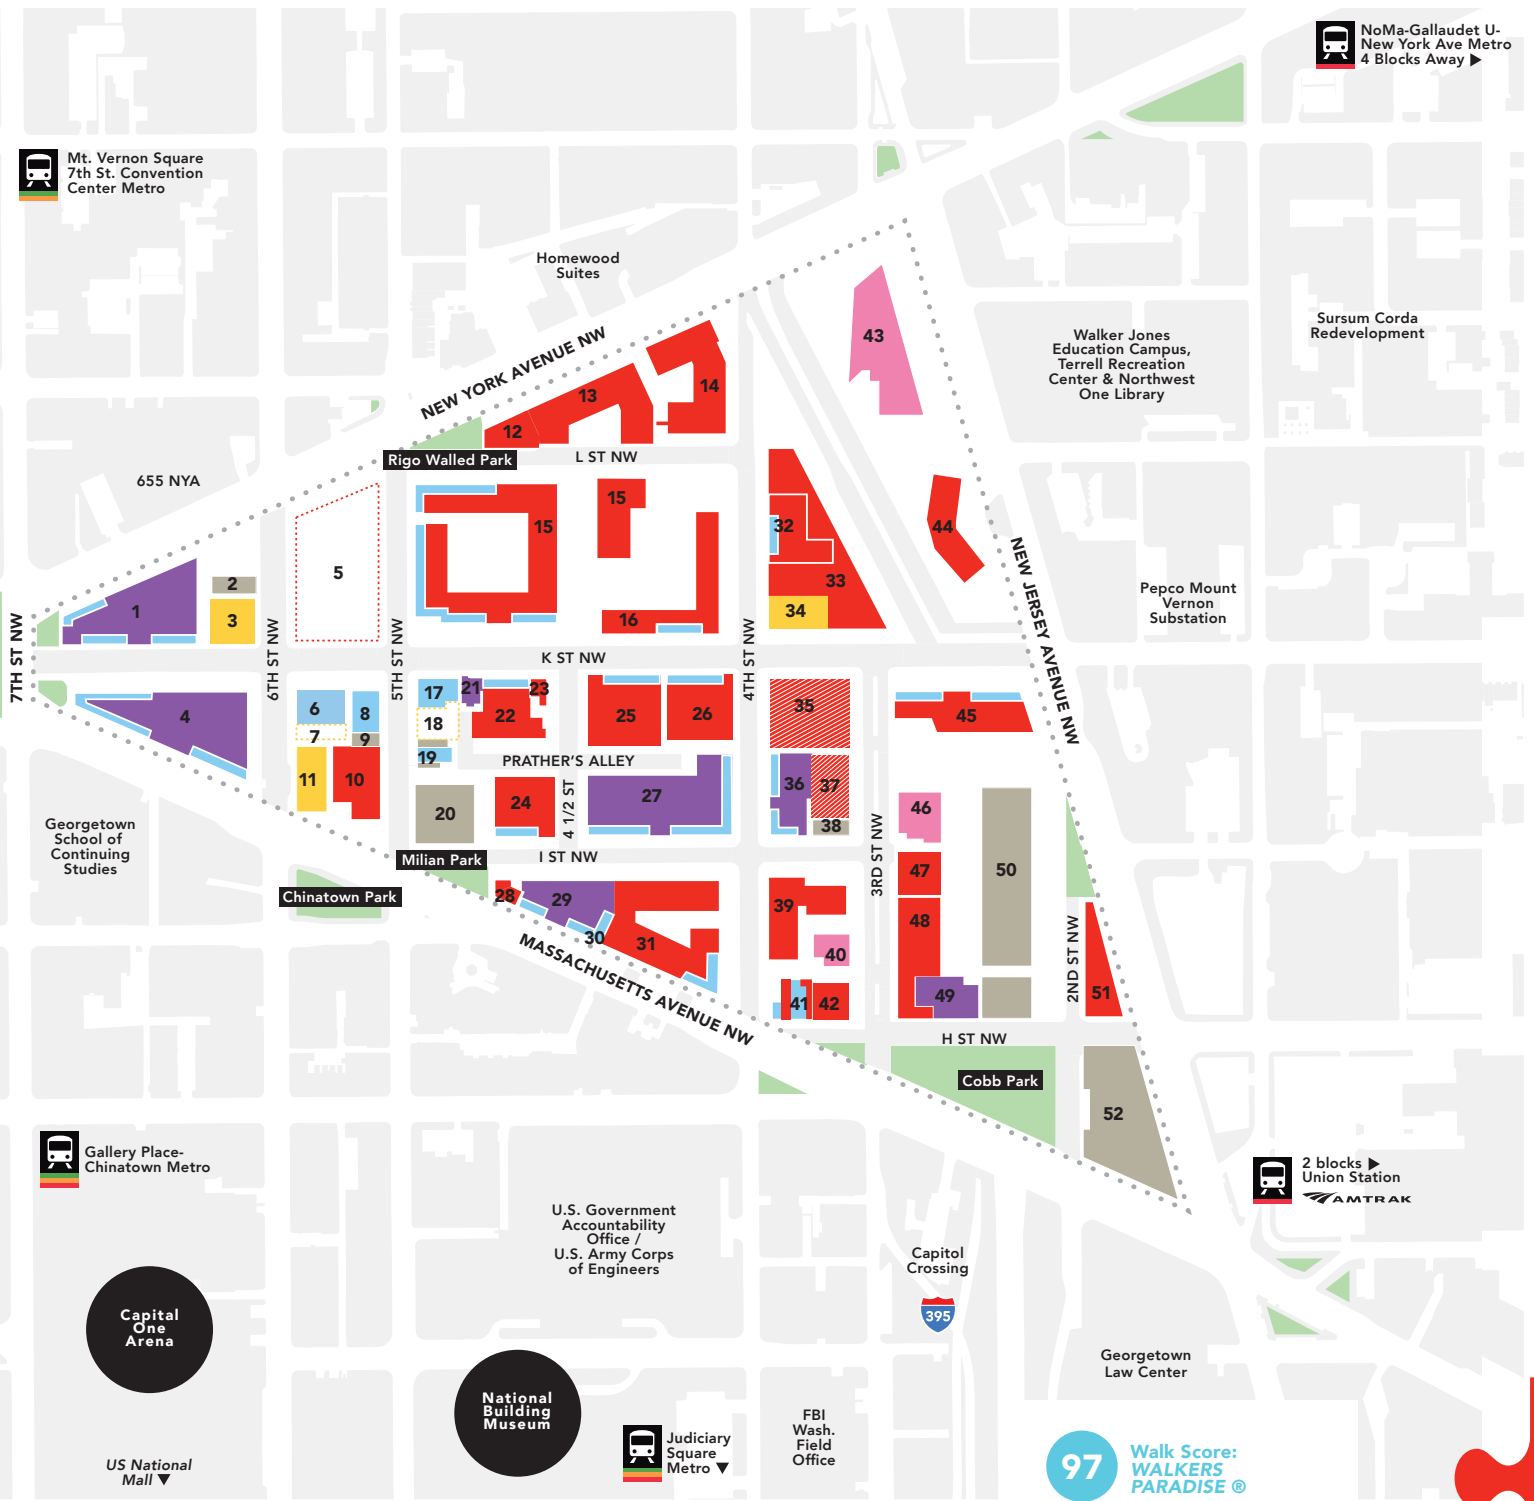 NoMa-Gallaudet U-
New York Ave Metro
4 Blocks Away ▶
Mt. Vernon Square
7th St. Convention
Center Metro
Homewood
Suites
Sursum Corda
Redevelopment
Walker Jones
Education Campus,
Terrell Recreation
Center & Northwest
One Library
43
NEW YORK AVENUE NW
14
13
12
Rigo Walled Park
L ST NW
655 NYA
15
15
32
44
5
33
34
16
2
1
3
NEW JERSEY AVENUE NW
Pepco Mount
Vernon
Substation
7TH ST NW
6TH ST NW
5TH ST NW
4TH ST NW
K ST NW
17
21
23
18
22
25
26
35
45
4
6
8
7
9
19
PRATHER'S ALLEY
11
10
20
24
4 1/2 ST
27
36
37
38
46
3RD ST NW
47
50
Georgetown
School of
Continuing
Studies
Milian Park
I ST NW
Chinatown Park
28
29
30
31
39
40
48
41
42
49
2ND ST NW
51
MASSACHUSETTS AVENUE NW
H ST NW
Cobb Park
52
Gallery Place-
Chinatown Metro
2 blocks ▶
Union Station
AMTRAK
U.S. Government
Accountability
Office /
U.S. Army Corps
of Engineers
Capitol
Crossing
395
Capital
One
Arena
Georgetown
Law Center
National
Building
Museum
FBI
Wash.
Field
Office
Judiciary
Square
Metro ▼
US National
Mall ▼
97
Walk Score:
WALKERS
PARADISE ®